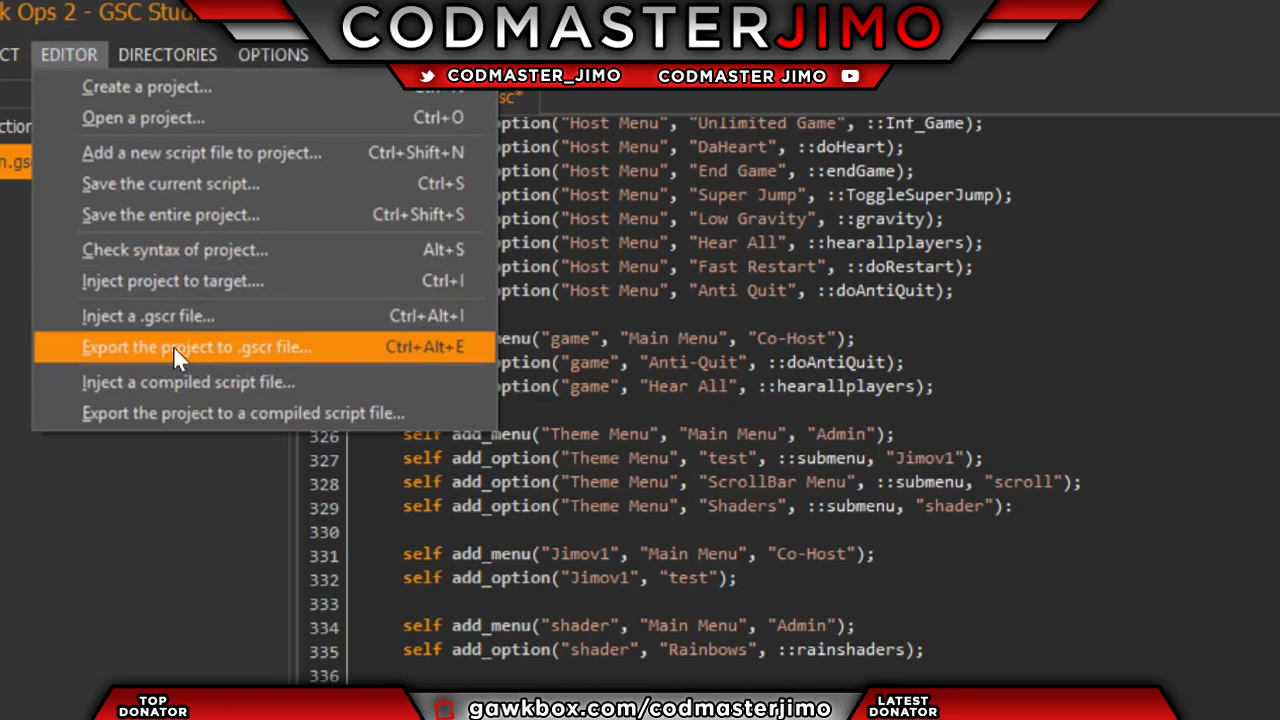 CODMASTERJIMO
CODMASTER_JIMO CODMASTER JIMO
k Ops 2 - GSC Stud
CT EDITOR DIRECTORIES OPTIONS
Create a project...
Open a project... Ctrl+O
Add a new script file to project... Ctrl+Shift+N
Save the current script... Ctrl+S
Save the entire project... Ctrl+Shift+S
Check syntax of project... Alt+S
Inject project to target.... Ctrl+I
Inject a .gscr file... Ctrl+Alt+I
Export the project to .gscr file... Ctrl+Alt+E
Inject a compiled script file...
Export the project to a compiled script file...
ction
n.gs
sc*
ption("Host Menu", "Unlimited Game", ::Inf_Game);
ption("Host Menu", "DaHeart", ::doHeart);
ption("Host Menu", "End Game", ::endGame);
ption("Host Menu", "Super Jump", ::ToggleSuperJump);
ption("Host Menu", "Low Gravity", ::gravity);
ption("Host Menu", "Hear All", ::hearallplayers);
ption("Host Menu", "Fast Restart", ::doRestart);
ption("Host Menu", "Anti Quit", ::doAntiQuit);
enu("game", "Main Menu", "Co-Host");
ption("game", "Anti-Quit", ::doAntiQuit);
ption("game", "Hear All", ::hearallplayers);
326 self add_menu("Theme Menu", "Main Menu", "Admin");
327 self add_option("Theme Menu", "test", ::submenu, "Jimov1");
328 self add_option("Theme Menu", "ScrollBar Menu", ::submenu, "scroll");
329 self add_option("Theme Menu", "Shaders", ::submenu, "shader"):
330
331 self add_menu("Jimov1", "Main Menu", "Co-Host");
332 self add_option("Jimov1", "test");
333
334 self add_menu("shader", "Main Menu", "Admin");
335 self add_option("shader", "Rainbows", ::rainshaders);
336
TOP
DONATOR
gawkbox.com/codmasterjimo
LATEST
DONATOR